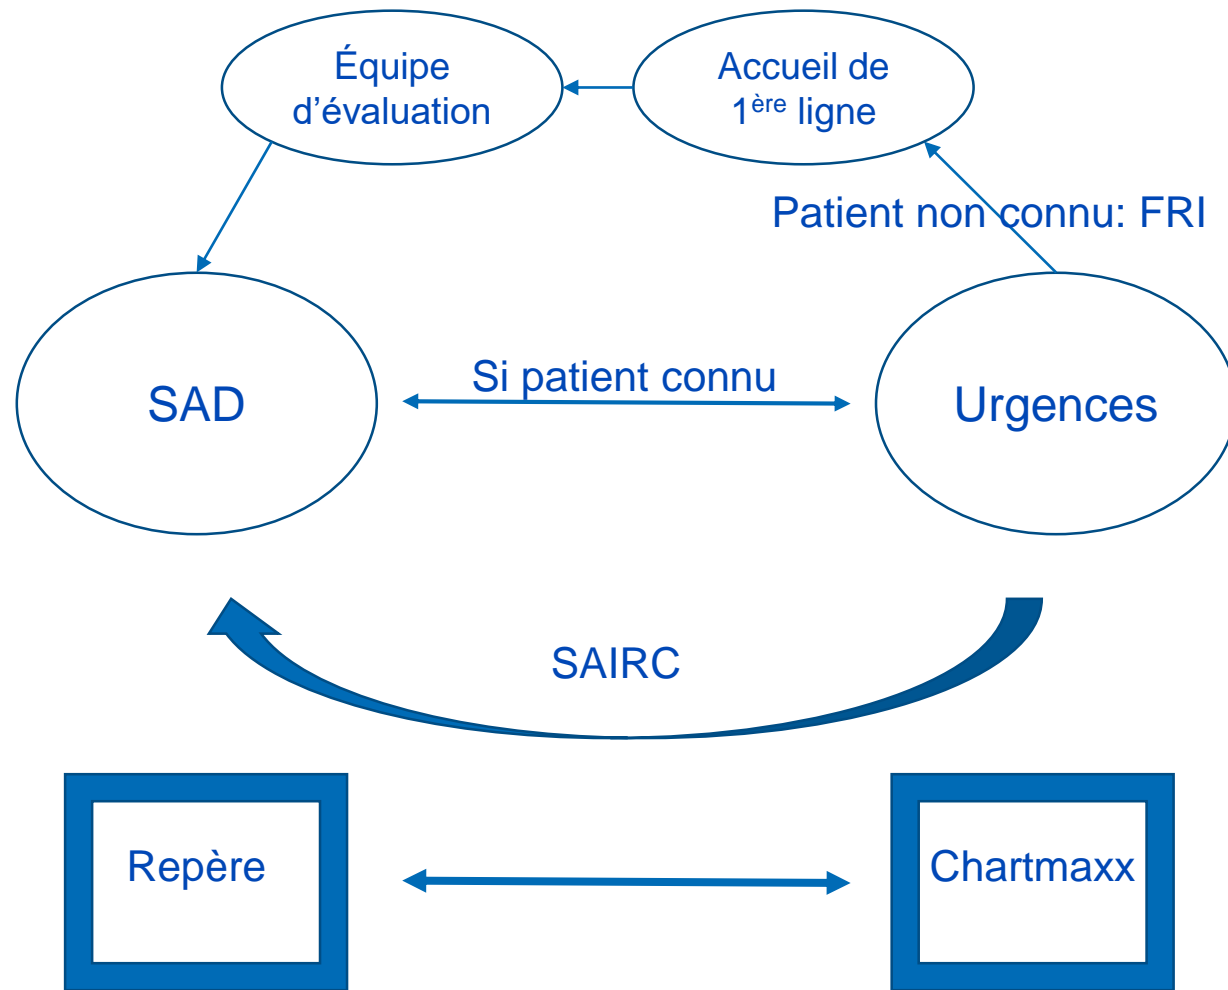 Équipe
d’évaluation
Accueil de
1ère ligne
Patient non connu: FRI
SAD
Si patient connu
Urgences
SAIRC
Repère
Chartmaxx